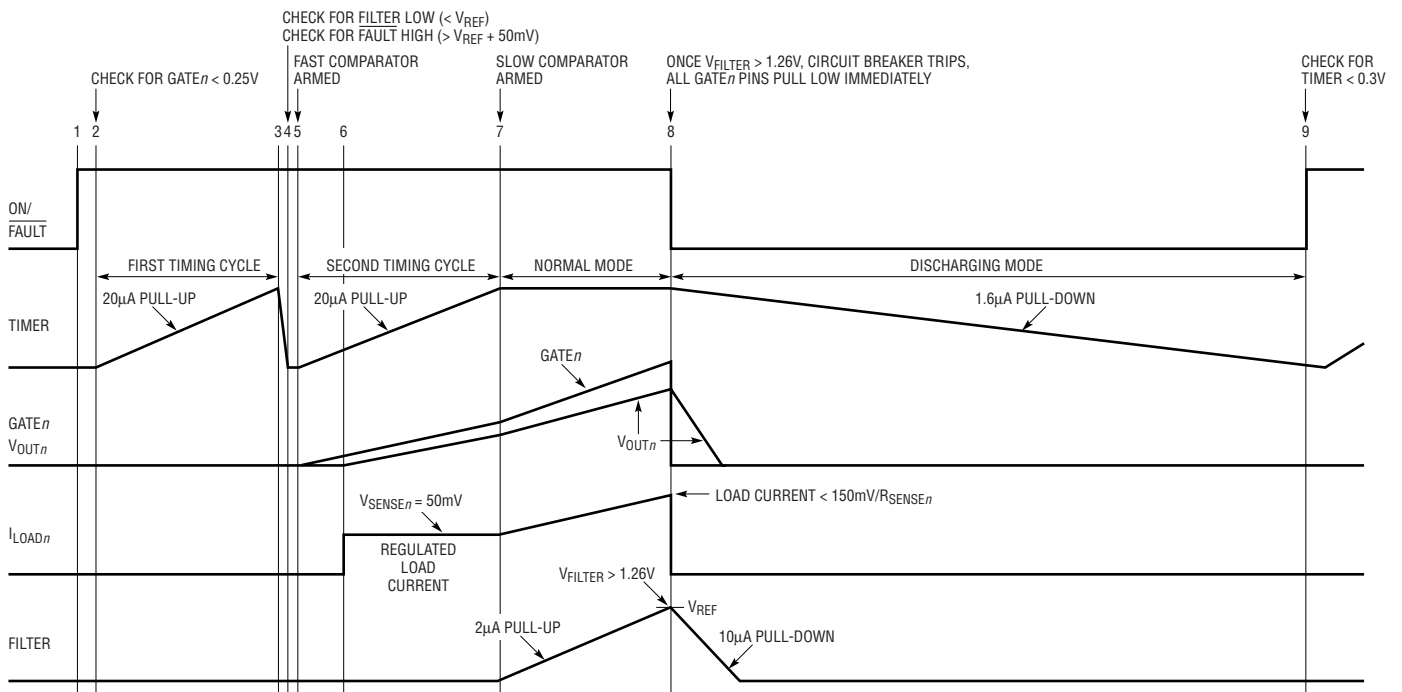 CHECK FOR FILTER LOW (< VREF)
CHECK FOR FAULT HIGH (> VREF + 50mV)
CHECK FOR GATEn < 0.25V
FAST COMPARATOR
ARMED
SLOW COMPARATOR
ARMED
ONCE VFILTER > 1.26V, CIRCUIT BREAKER TRIPS,
ALL GATEn PINS PULL LOW IMMEDIATELY
CHECK FOR
TIMER < 0.3V
1 2 3 4 5 6 7 8 9
ON/
FAULT
FIRST TIMING CYCLE
SECOND TIMING CYCLE
NORMAL MODE
DISCHARGING MODE
20µA PULL-UP
20µA PULL-UP
1.6µA PULL-DOWN
TIMER
GATEn
GATEn
VOUTn
VOUTn
VSENSEn = 50mV
LOAD CURRENT < 150mV/RSENSEn
ILOADn
REGULATED
LOAD
CURRENT
VFILTER > 1.26V
VREF
2µA PULL-UP
10µA PULL-DOWN
FILTER